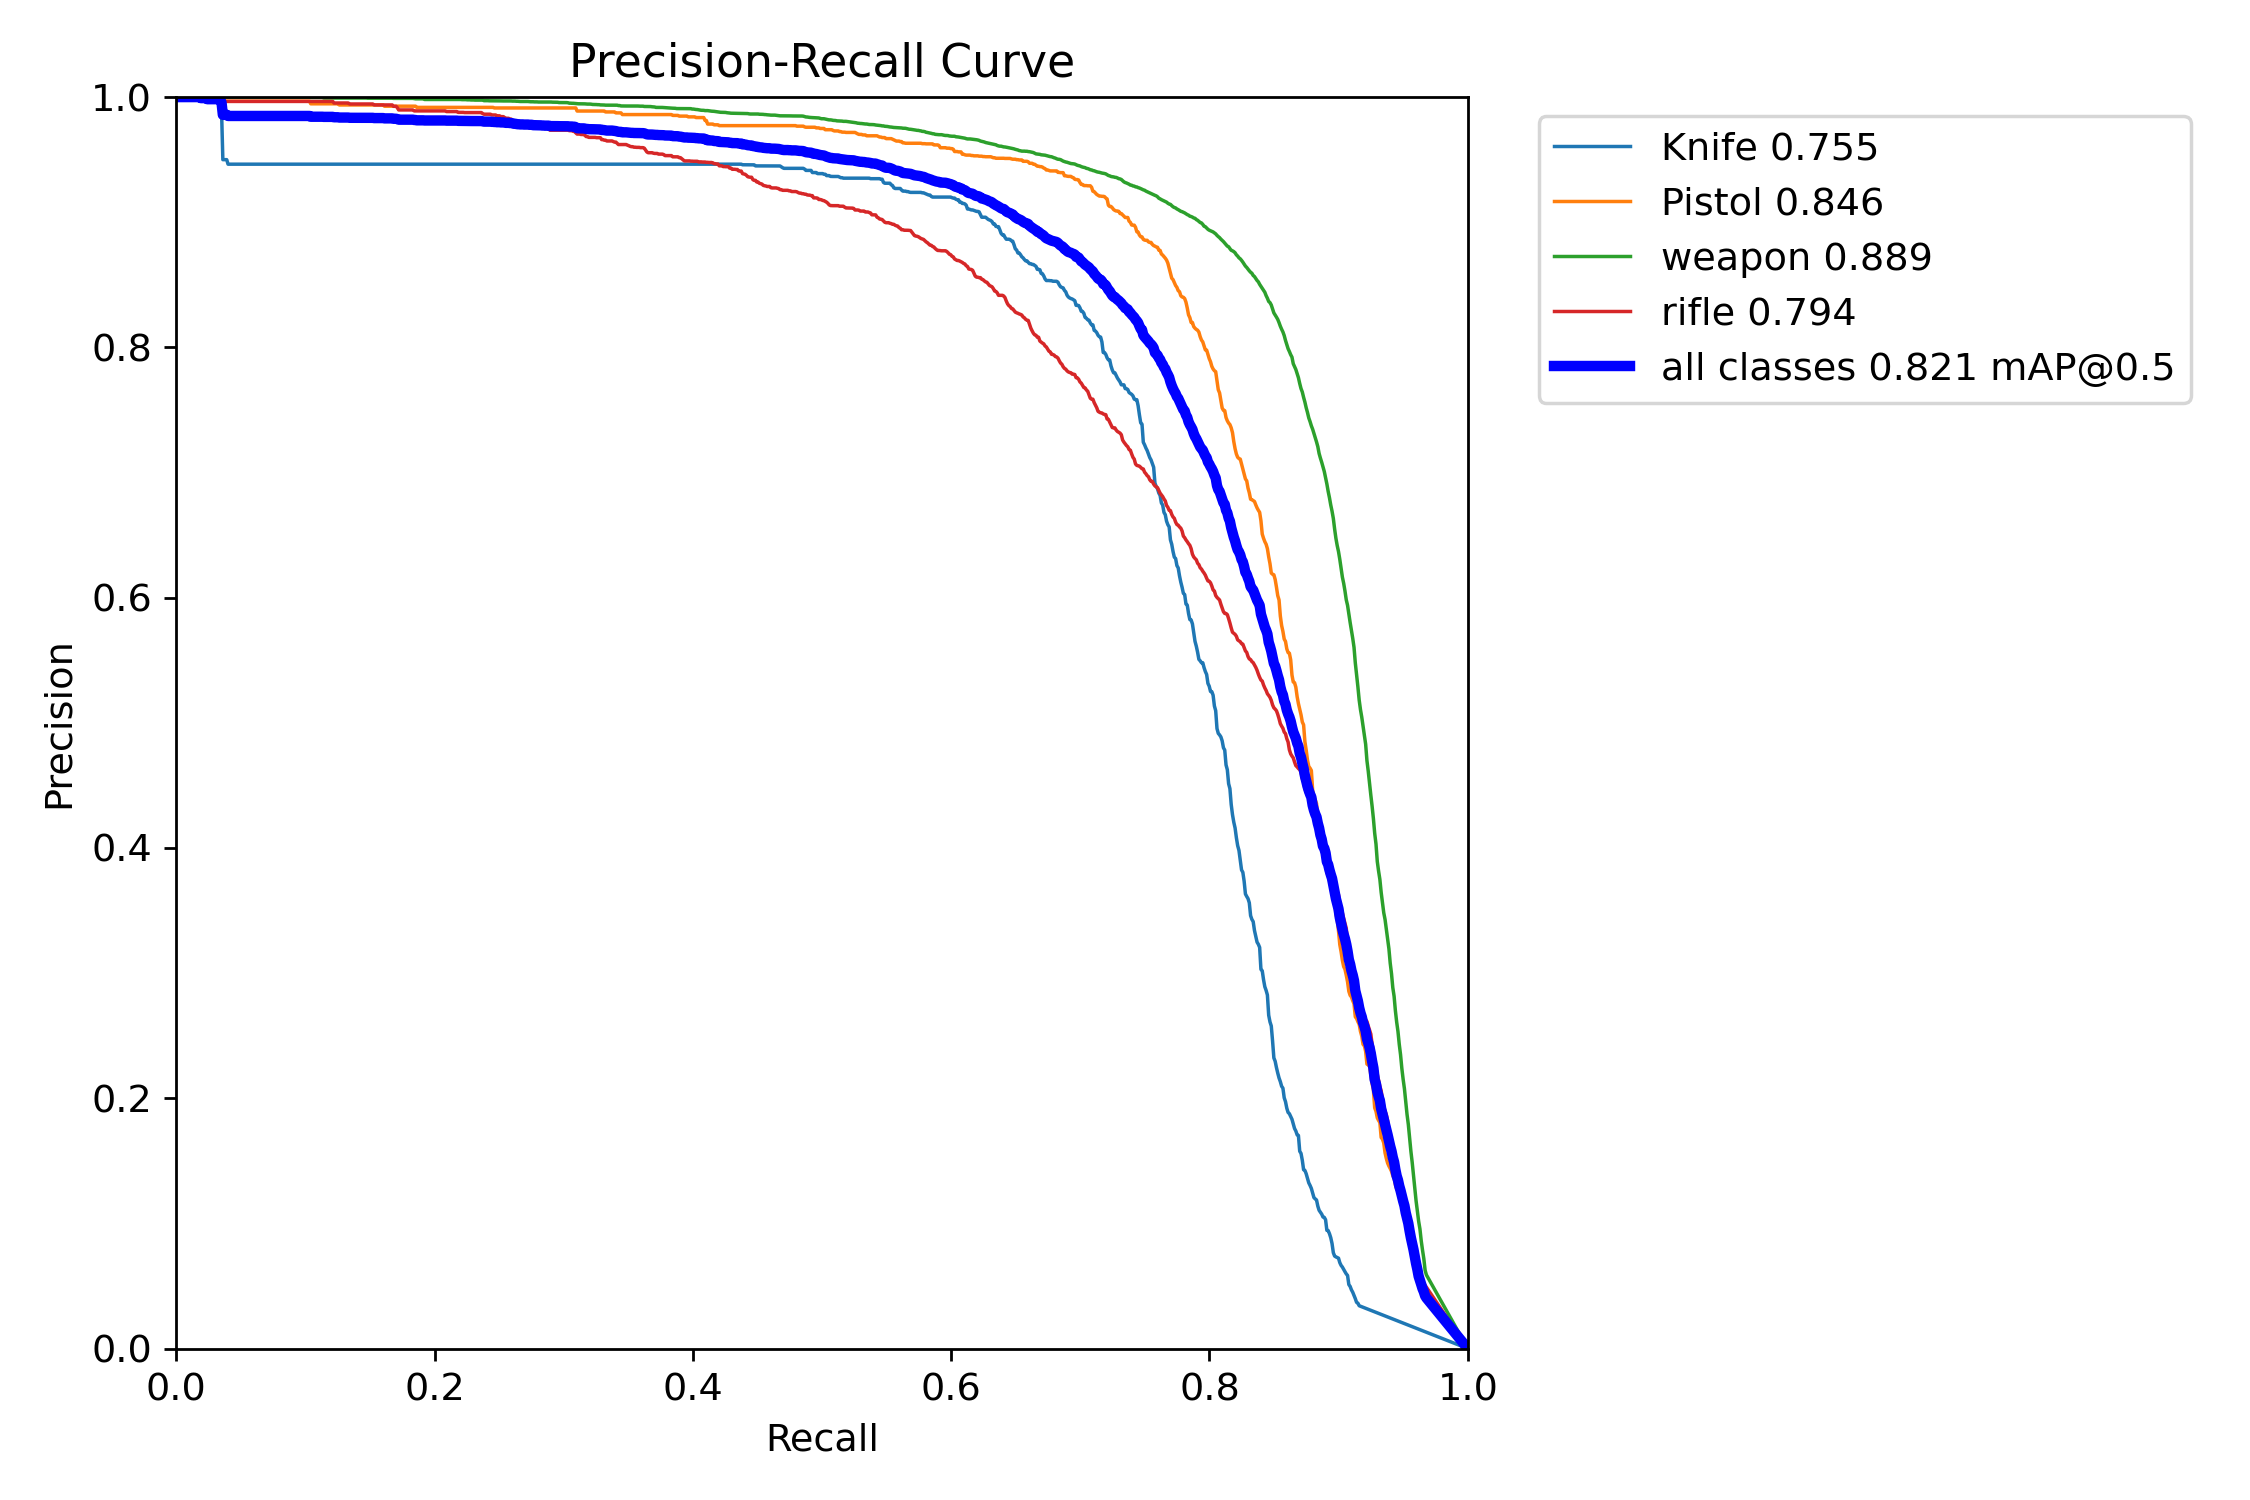 Precision-Recall Curve
1.0
0.8
0.6
0.4
0.2
0.0
Precision
0.0 0.2 0.4 0.6 0.8 1.0
Recall
Knife 0.755
Pistol 0.846
weapon 0.889
rifle 0.794
all classes 0.821 mAP@0.5